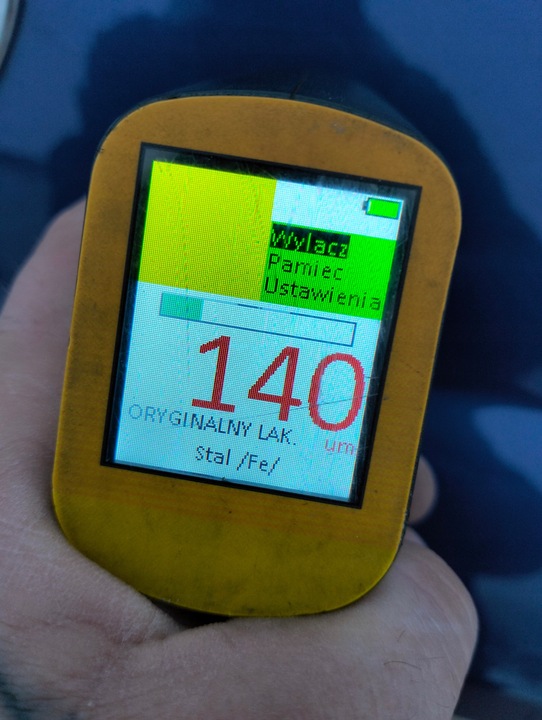 Wylacz
Pamiec
Ustawienia
140
um
ORYGINALNY LAK.
Stal /Fe/